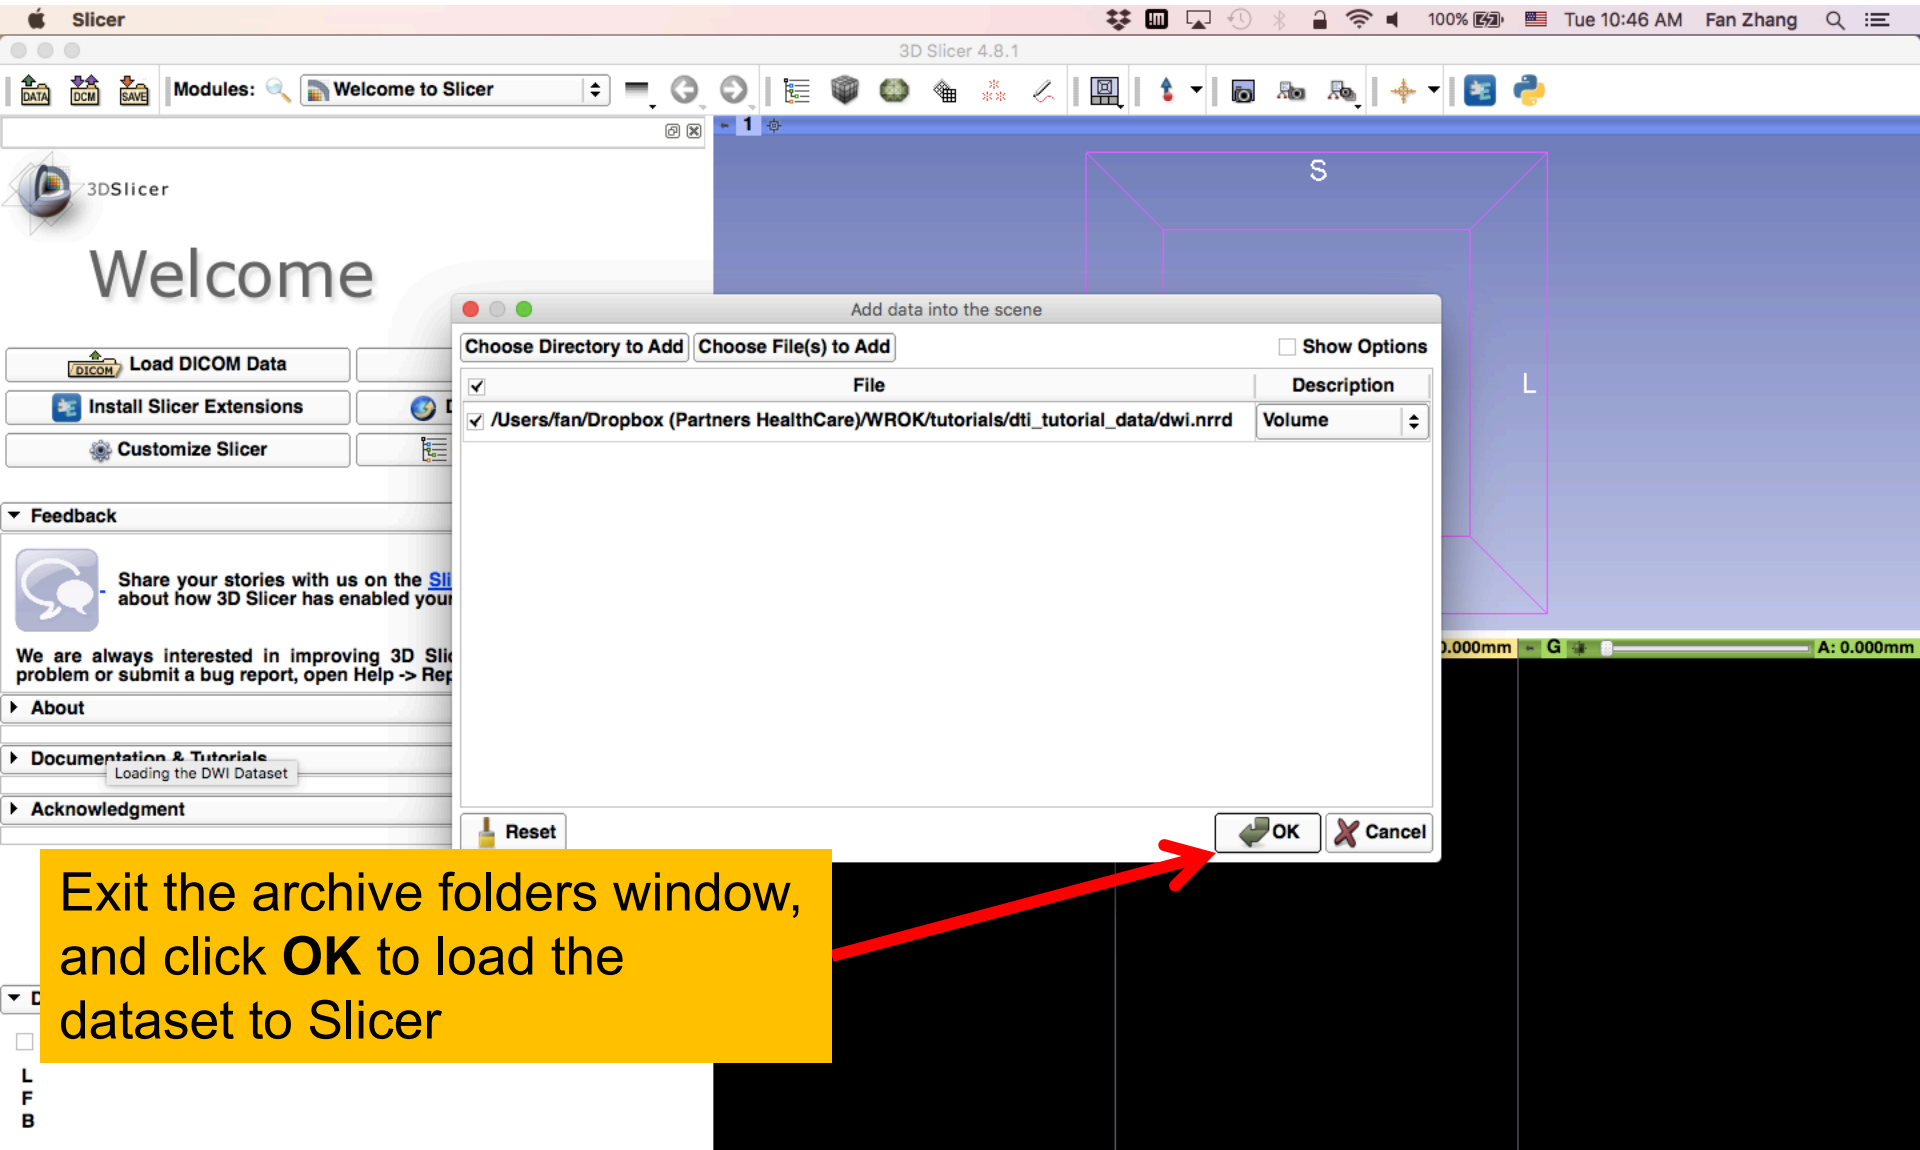 Slicer
100%
Tue 10:46 AM Fan Zhang
3D Slicer 4.8.1
DATA DCM SAVE Modules: Welcome to Slicer
1
3DSlicer
Welcome
S
L
Add data into the scene
Choose Directory to Add Choose File(s) to Add Show Options
File Description
/Users/fan/Dropbox (Partners HealthCare)/WROK/tutorials/dti_tutorial_data/dwi.nrrd Volume
Reset OK Cancel
DICOM Load DICOM Data
Install Slicer Extensions
Customize Slicer
Feedback
Share your stories with us on the Sli
about how 3D Slicer has enabled your
We are always interested in improving 3D Slic
problem or submit a bug report, open Help -> Rep
About
Documentation & Tutorials
Loading the DWI Dataset
Acknowledgment
0.000mm G A: 0.000mm
Exit the archive folders window,
and click OK to load the
dataset to Slicer
L
F
B